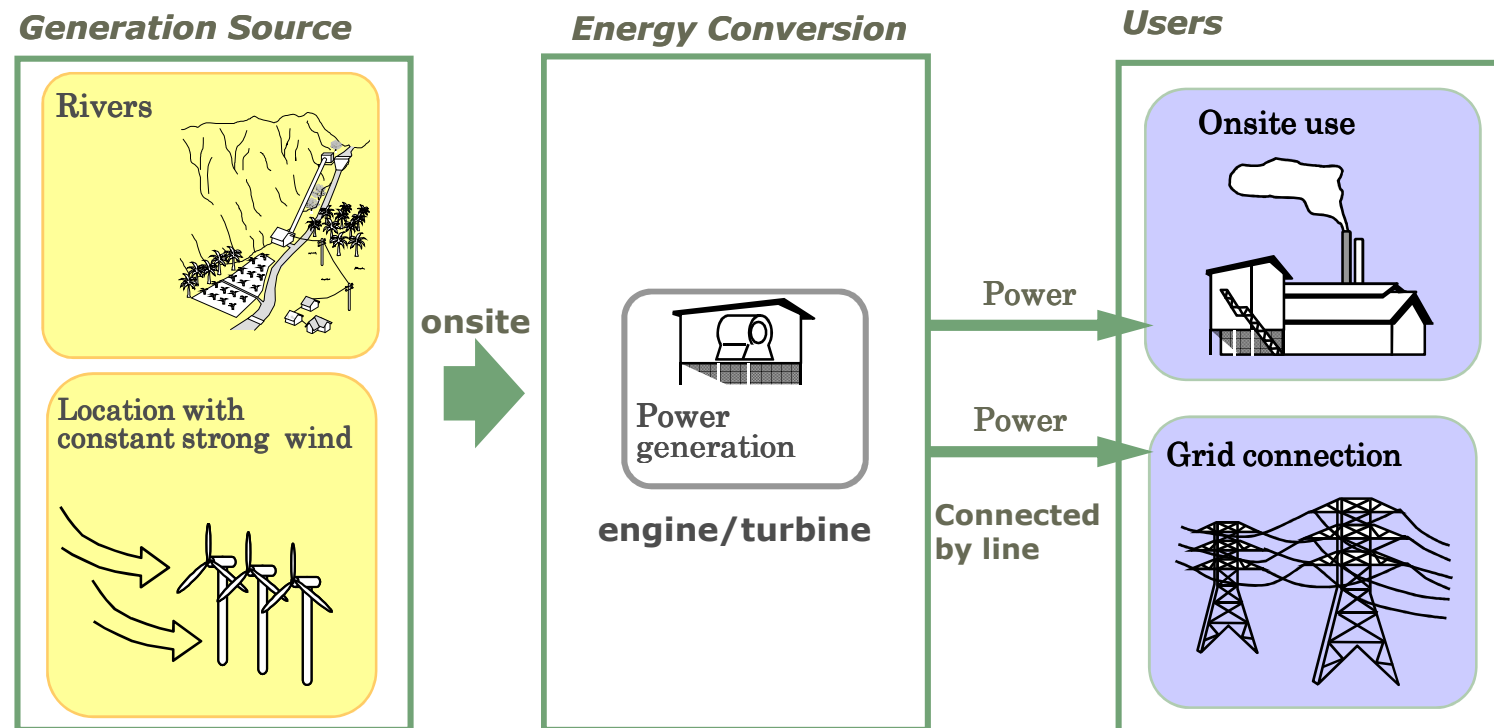 Generation Source
Energy Conversion
Users
Rivers
Location with
constant strong wind
onsite
Power
generation
engine/turbine
Power
Power
Connected
by line
Onsite use
Grid connection